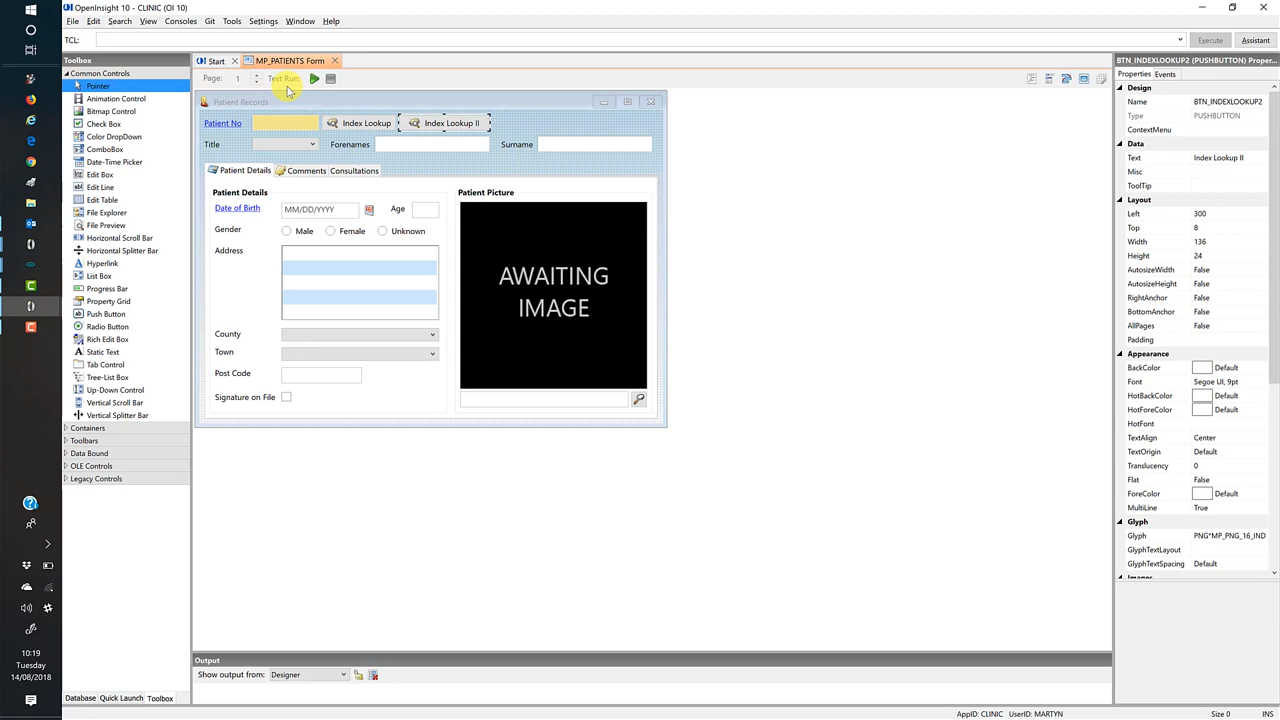 OpenInsight 10 - CLINIC (OI 10)
File Edit Search View Consoles Git Tools Settings Window Help
TCL: Execute Assistant
Toolbox
Common Controls
Pointer
Animation Control
Bitmap Control
Check Box
Color DropDown
ComboBox
Date-Time Picker
Edit Box
Edit Line
Edit Table
File Explorer
File Preview
Horizontal Scroll Bar
Horizontal Splitter Bar
Hyperlink
List Box
Progress Bar
Property Grid
Push Button
Radio Button
Rich Edit Box
Static Text
Tab Control
Tree-List Box
Up-Down Control
Vertical Scroll Bar
Vertical Splitter Bar
Containers
Toolbars
Data Bound
OLE Controls
Legacy Controls
Database Quick Launch Toolbox
OI Start MP_PATIENTS Form
Page: 1 Test Run:
Patient Records
Patient No Index Lookup Index Lookup II
Title Forenames Surname
Patient Details Comments Consultations
Patient Details
Date of Birth MM/DD/YYYY Age
Gender Male Female Unknown
Address
County
Town
Post Code
Signature on File
Patient Picture
AWAITING
IMAGE
Output
Show output from: Designer
BTN_INDEXLOOKUP2 (PUSHBUTTON) Proper...
Properties Events
Design
Name BTN_INDEXLOOKUP2
Type PUSHBUTTON
ContextMenu
Data
Text Index Lookup II
Misc
ToolTip
Layout
Left 300
Top 8
Width 136
Height 24
AutosizeWidth False
AutosizeHeight False
RightAnchor False
BottomAnchor False
AllPages False
Padding
Appearance
BackColor Default
Font Segoe UI, 9pt
HotBackColor Default
HotForeColor Default
HotFont
TextAlign Center
TextOrigin Default
Translucency 0
Flat False
ForeColor Default
MultiLine True
Glyph
Glyph PNG*MP_PNG_16_IND
GlyphTextLayout
GlyphTextSpacing Default
Images
AppID: CLINIC UserID: MARTYN Size 0 INS
10:19
Tuesday
14/08/2018